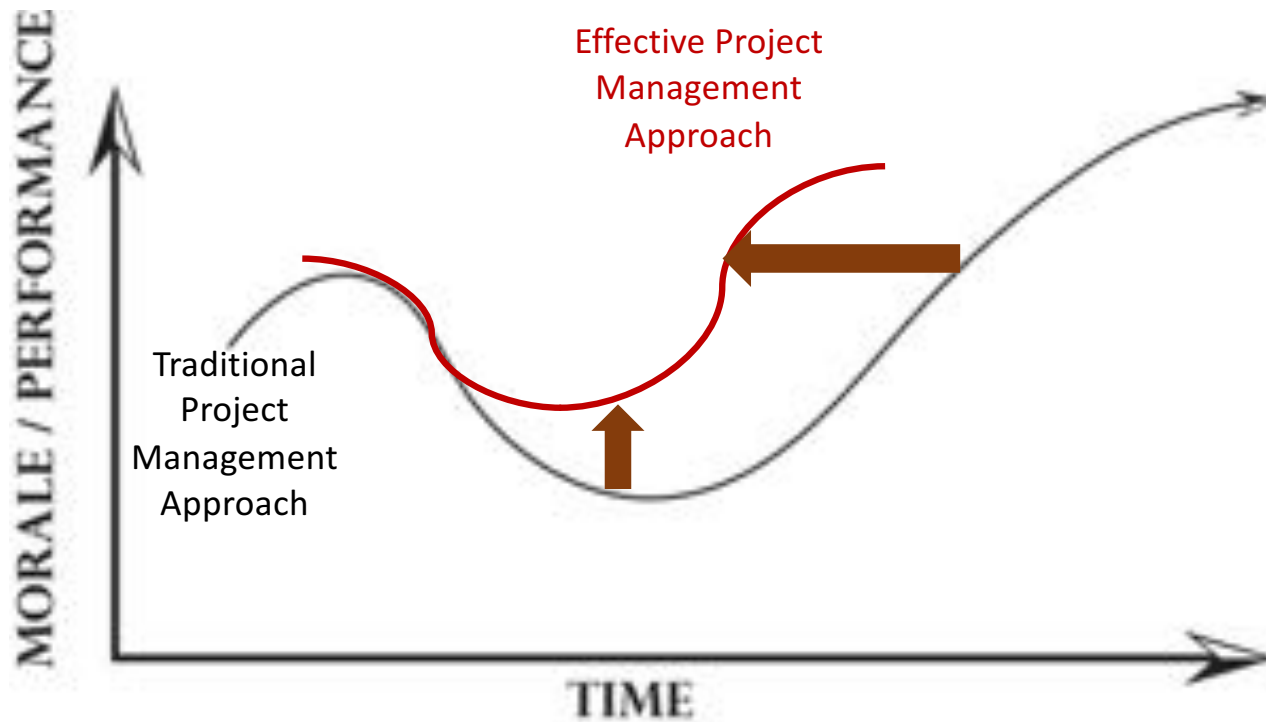 MORALE / PERFORMANCE
Effective Project
Management
Approach
Traditional
Project
Management
Approach
TIME